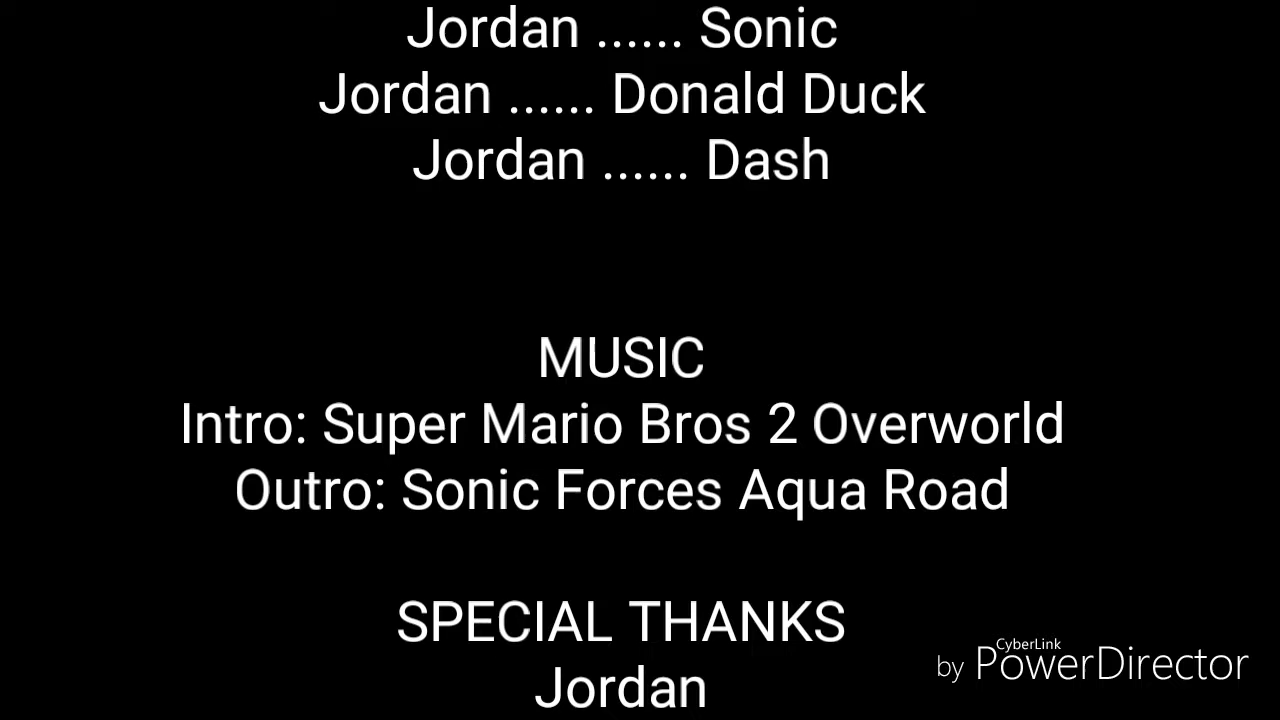 Jordan ...... Sonic
Jordan ...... Donald Duck
Jordan ...... Dash
MUSIC
Intro: Super Mario Bros 2 Overworld
Outro: Sonic Forces Aqua Road
SPECIAL THANKS
Jordan
CyberLink
by PowerDirector